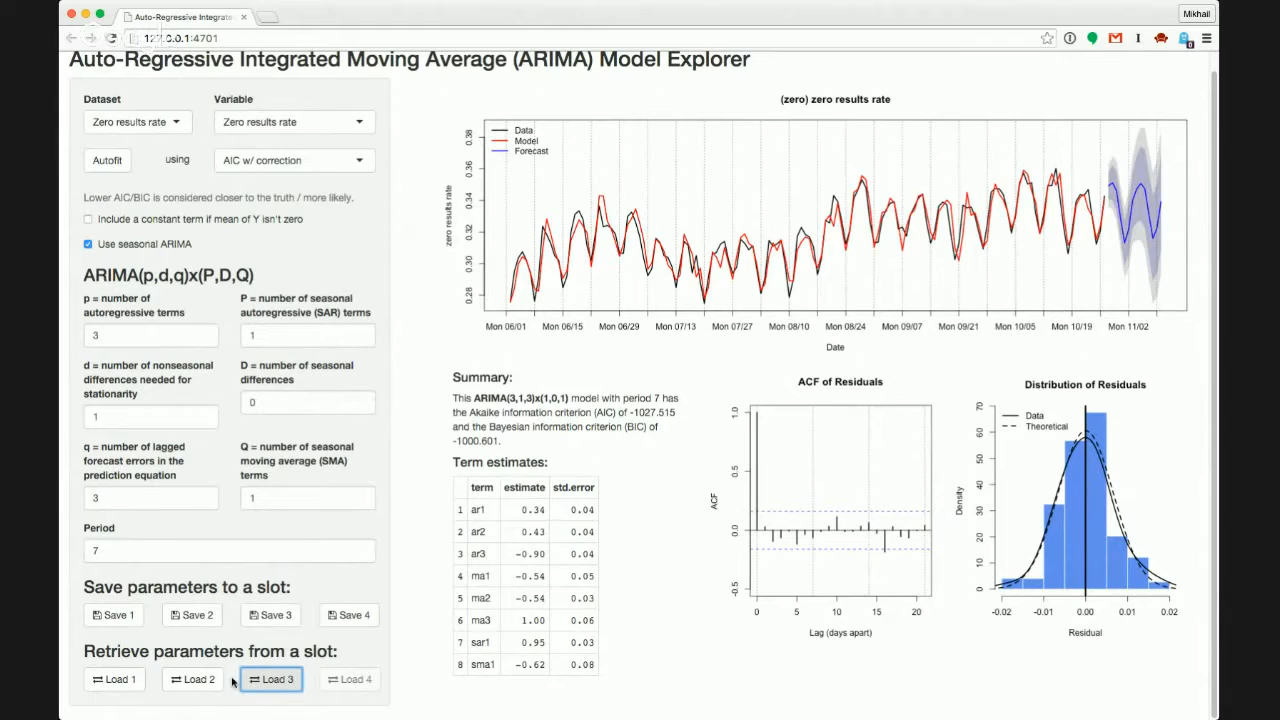 Auto-Regressive Integrate
Mikhail
127.0.0.1:4701
Auto-Regressive Integrated Moving Average (ARIMA) Model Explorer
Dataset
Variable
Zero results rate
Zero results rate
Autofit
using
AIC w/ correction
Lower AIC/BIC is considered closer to the truth / more likely.
Include a constant term if mean of Y isn't zero
Use seasonal ARIMA
ARIMA(p,d,q)x(P,D,Q)
p = number of
autoregressive terms
P = number of seasonal
autoregressive (SAR) terms
3
1
d = number of nonseasonal
differences needed for
stationarity
D = number of seasonal
differences
1
0
q = number of lagged
forecast errors in the
prediction equation
Q = number of seasonal
moving average (SMA)
terms
3
1
Period
7
Save parameters to a slot:
Save 1
Save 2
Save 3
Save 4
Retrieve parameters from a slot:
Load 1
Load 2
Load 3
Load 4
(zero) zero results rate
Data
Model
Forecast
zero results rate
0.38
0.36
0.34
0.32
0.30
0.28
Mon 06/01
Mon 06/15
Mon 06/29
Mon 07/13
Mon 07/27
Mon 08/10
Mon 08/24
Mon 09/07
Mon 09/21
Mon 10/05
Mon 10/19
Mon 11/02
Date
Summary:
This ARIMA(3,1,3)x(1,0,1) model with period 7 has
the Akaike information criterion (AIC) of -1027.515
and the Bayesian information criterion (BIC) of
-1000.601.
Term estimates:
term estimate std.error
1 ar1 0.34 0.04
2 ar2 0.43 0.04
3 ar3 -0.90 0.04
4 ma1 -0.54 0.05
5 ma2 -0.54 0.03
6 ma3 1.00 0.06
7 sar1 0.95 0.03
8 sma1 -0.62 0.08
ACF of Residuals
ACF
1.0
0.5
0.0
-0.5
0 5 10 15 20
Lag (days apart)
Distribution of Residuals
Data
Theoretical
Density
70
60
50
40
30
20
10
0
-0.02 -0.01 0.00 0.01 0.02
Residual